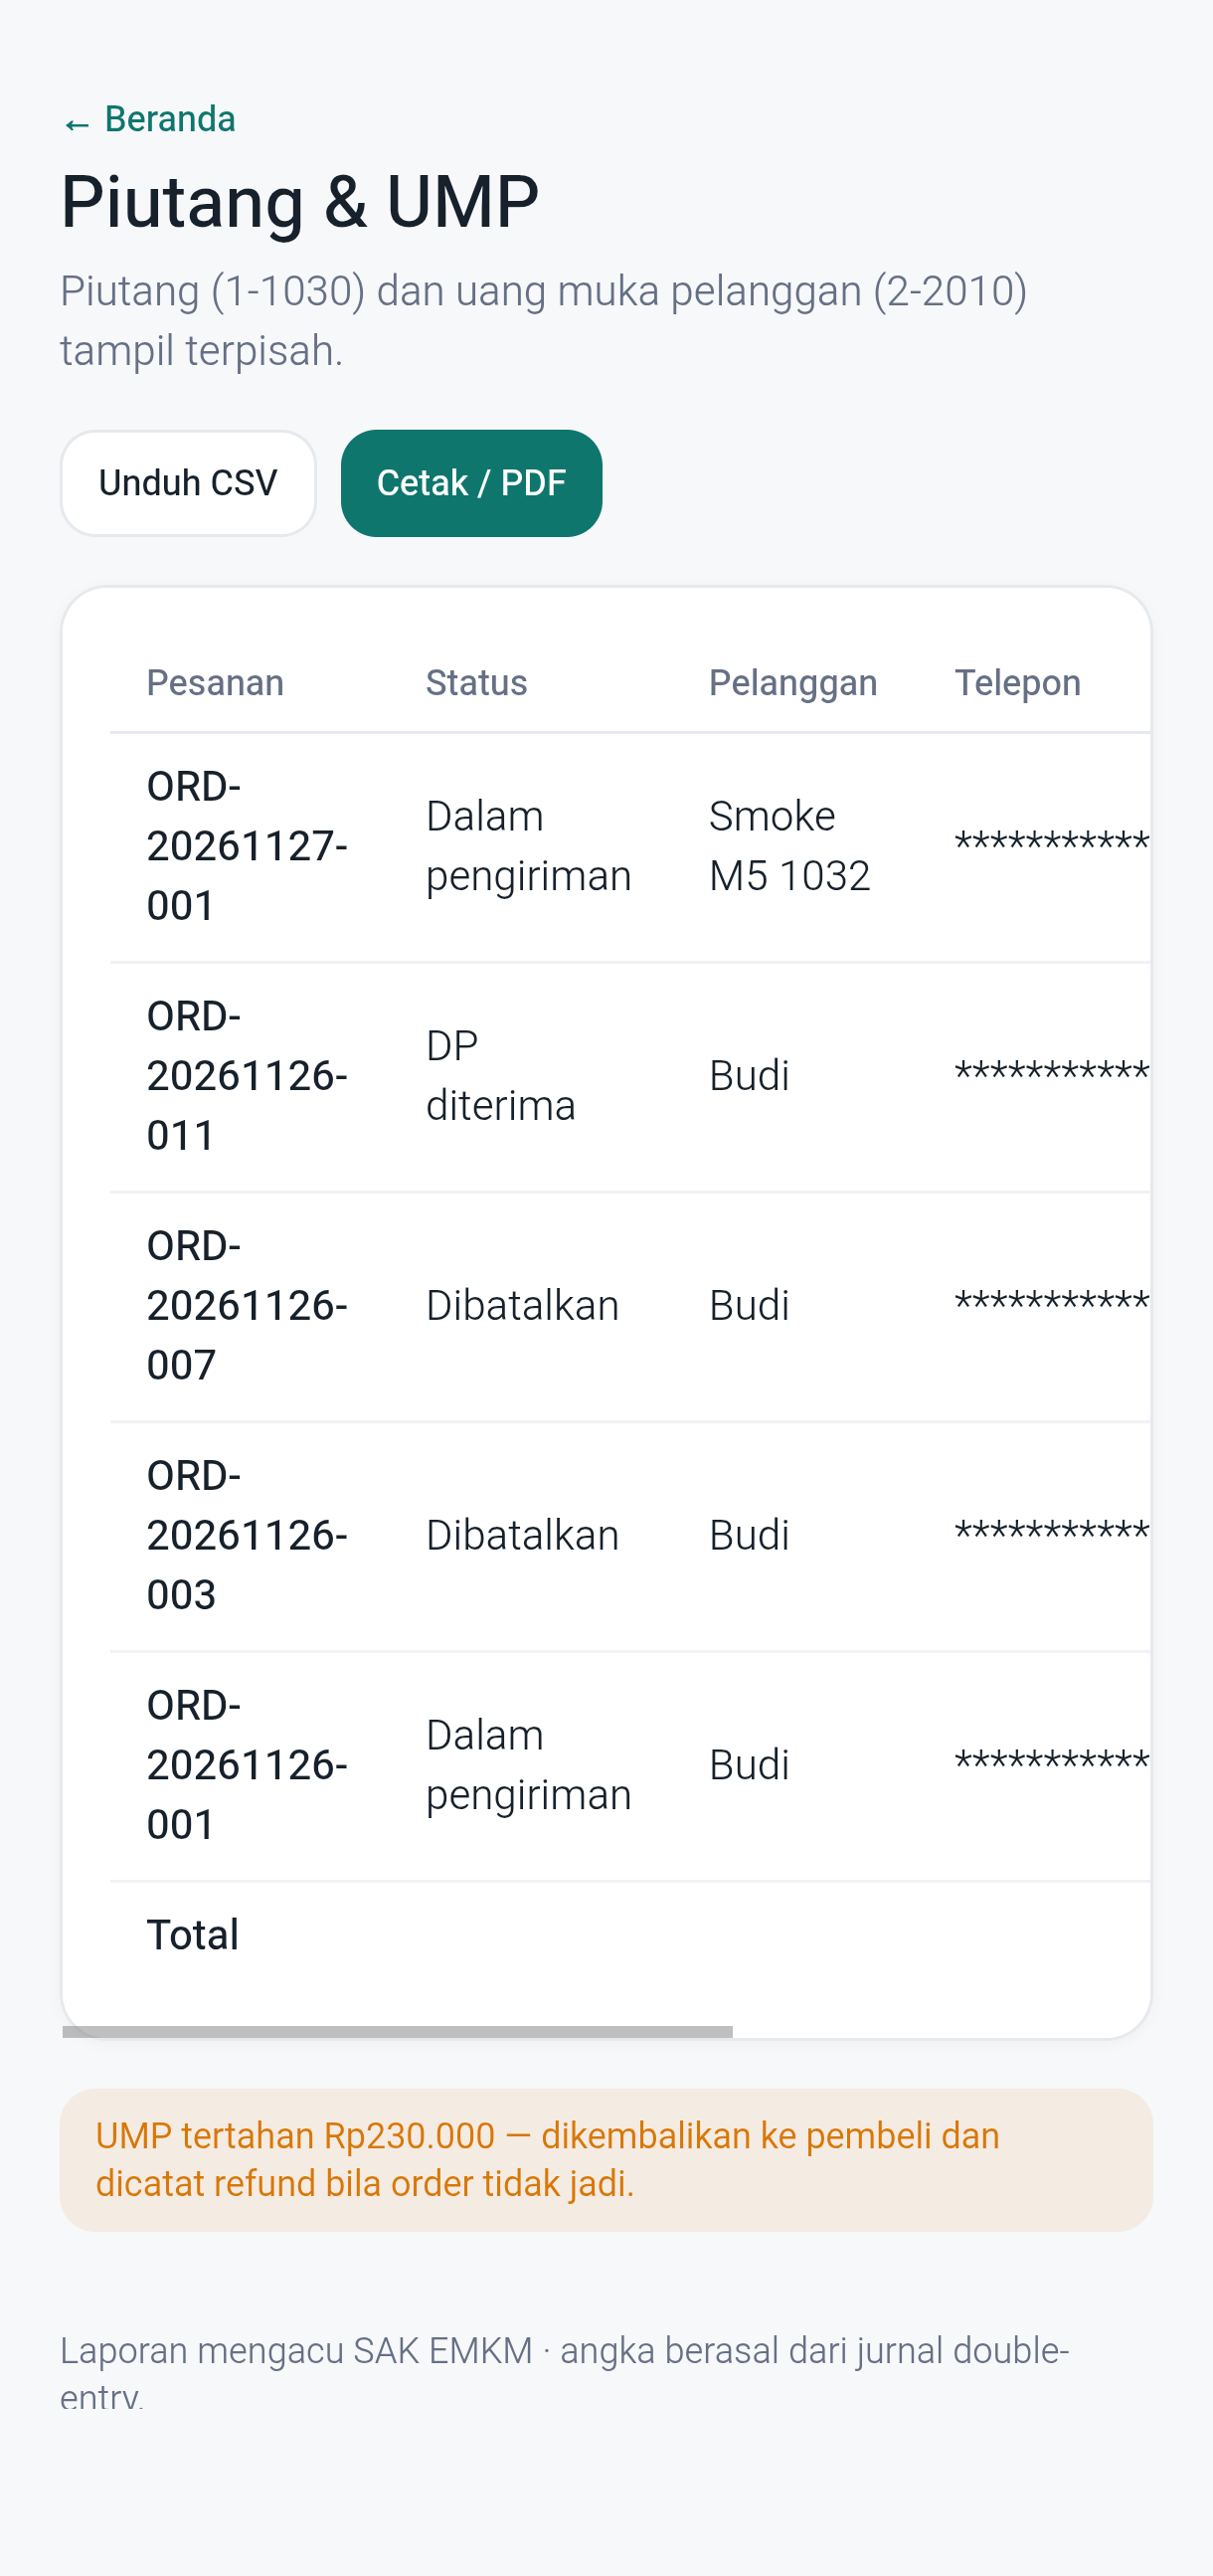 ← Beranda
Piutang & UMP
Piutang (1-1030) dan uang muka pelanggan (2-2010)
tampil terpisah.
Unduh CSV
Cetak / PDF
Pesanan Status Pelanggan Telepon
ORD-
20261127-
001
Dalam
pengiriman
Smoke
M5 1032
***********
ORD-
20261126-
011
DP
diterima
Budi
***********
ORD-
20261126-
007
Dibatalkan
Budi
***********
ORD-
20261126-
003
Dibatalkan
Budi
***********
ORD-
20261126-
001
Dalam
pengiriman
Budi
***********
Total
UMP tertahan Rp230.000 — dikembalikan ke pembeli dan
dicatat refund bila order tidak jadi.
Laporan mengacu SAK EMKM · angka berasal dari jurnal double-
entry.